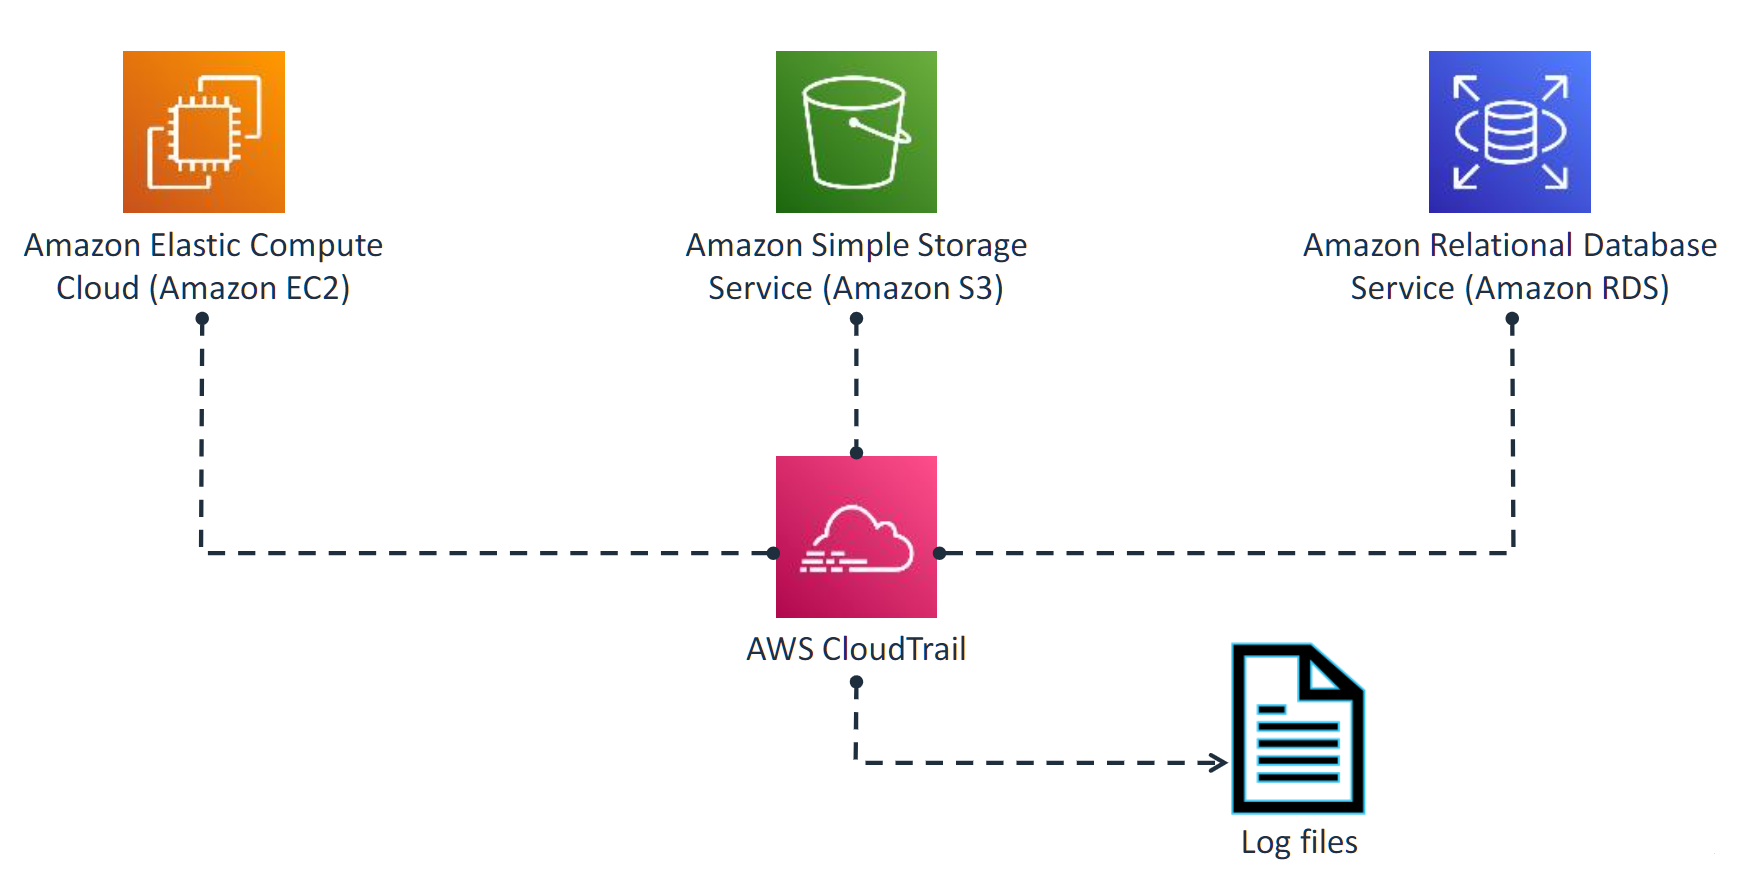 Amazon Elastic Compute
Cloud (Amazon EC2)
Amazon Simple Storage
Service (Amazon S3)
Amazon Relational Database
Service (Amazon RDS)
AWS CloudTrail
Log files